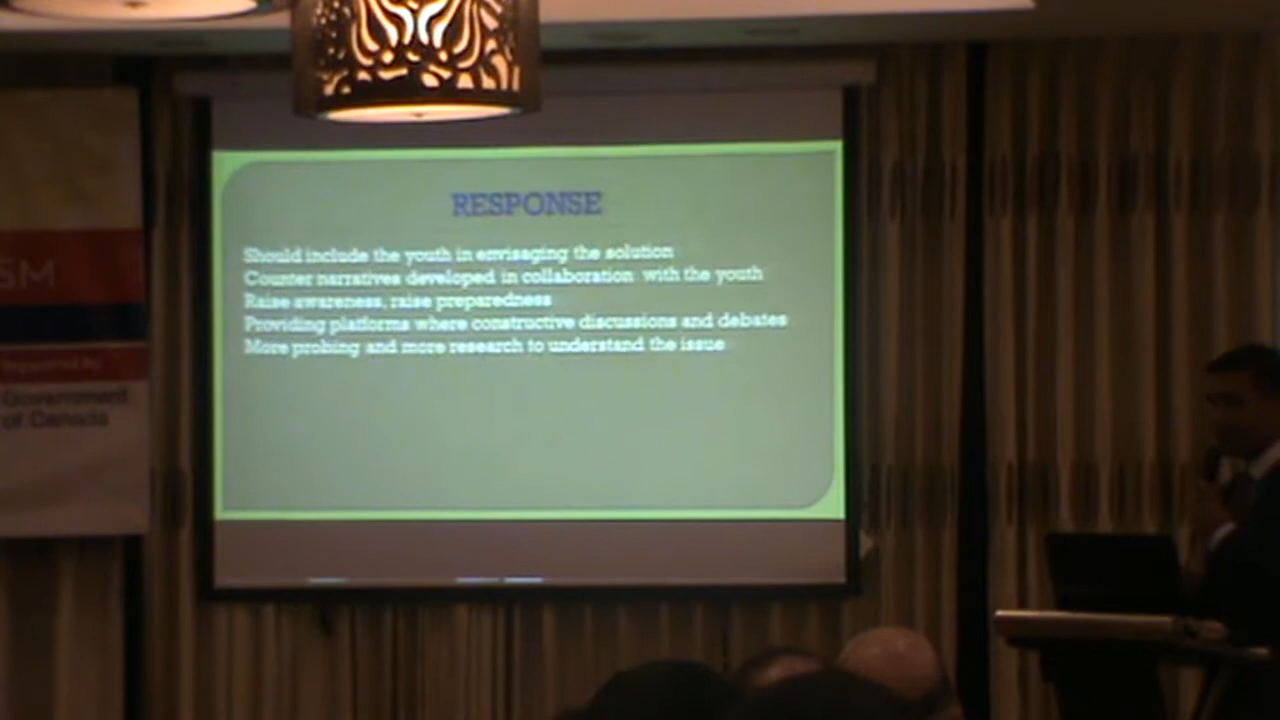 RESPONSE
Should include the youth in envisaging the solution
Counter narratives developed in collaboration with the youth
Raise awareness, raise preparedness
Providing platforms where constructive discussions and debates
More probing and more research to understand the issue
SM
Supported by
Government
of Canada